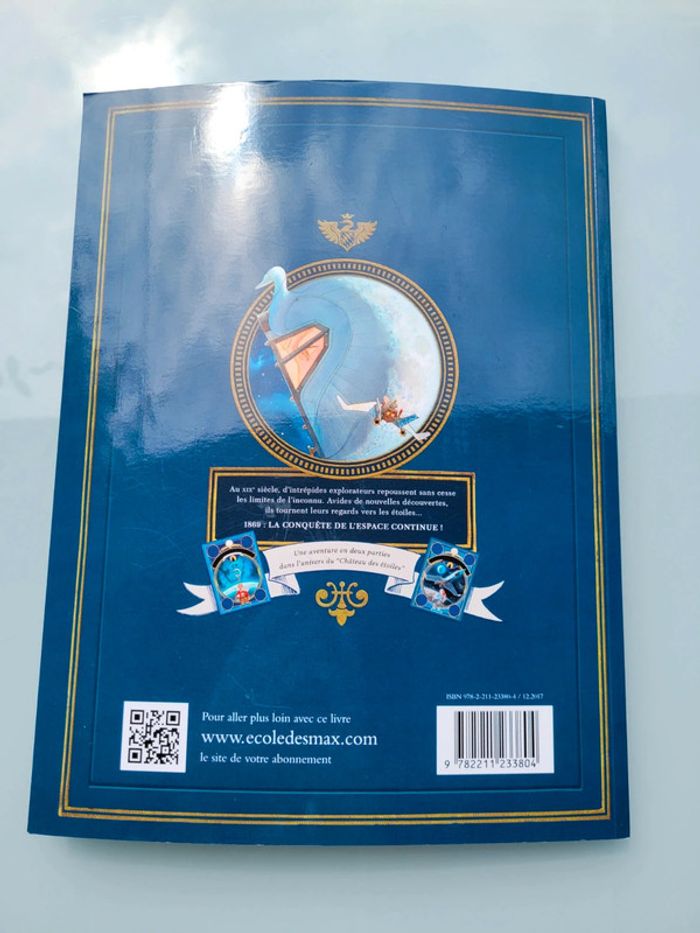 Au XIXe siècle, d'intrépides explorateurs repoussent sans cesse
les limites de l'inconnu. Avides de nouvelles découvertes,
ils tournent leurs regards vers les étoiles...
1869 : LA CONQUÊTE DE L'ESPACE CONTINUE !
Une aventure en deux parties
dans l'univers du "Château des étoiles"
ISBN 978-2-211-23380-4 / 12.2017
Pour aller plus loin avec ce livre
www.ecoledesmax.com
le site de votre abonnement
9 782211 233804